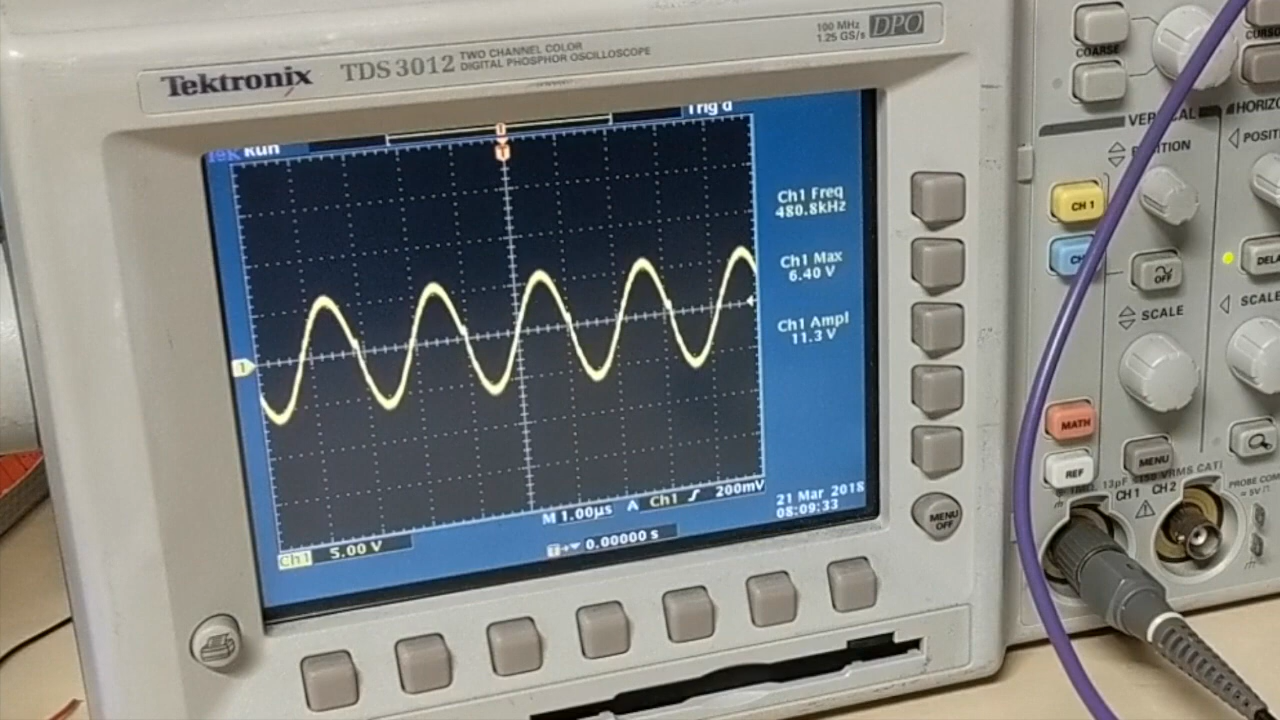 Tektronix TDS 3012 TWO CHANNEL COLOR
DIGITAL PHOSPHOR OSCILLOSCOPE
100 MHz
1.25 GS/s DPO
Tek Run
Trig'd
T
1
Ch1 Freq
480.8kHz
Ch1 Max
6.40 V
Ch1 Ampl
11.3 V
Ch1 5.00 V
M 1.00µs A Ch1 200mV
0.00000 s
21 Mar 2018
08:09:33
MENU
OFF
COARSE
VERTICAL
POSITION
CH 1
OFF
SCALE
MATH
REF
MENU
CH 1 CH 2
SCALE